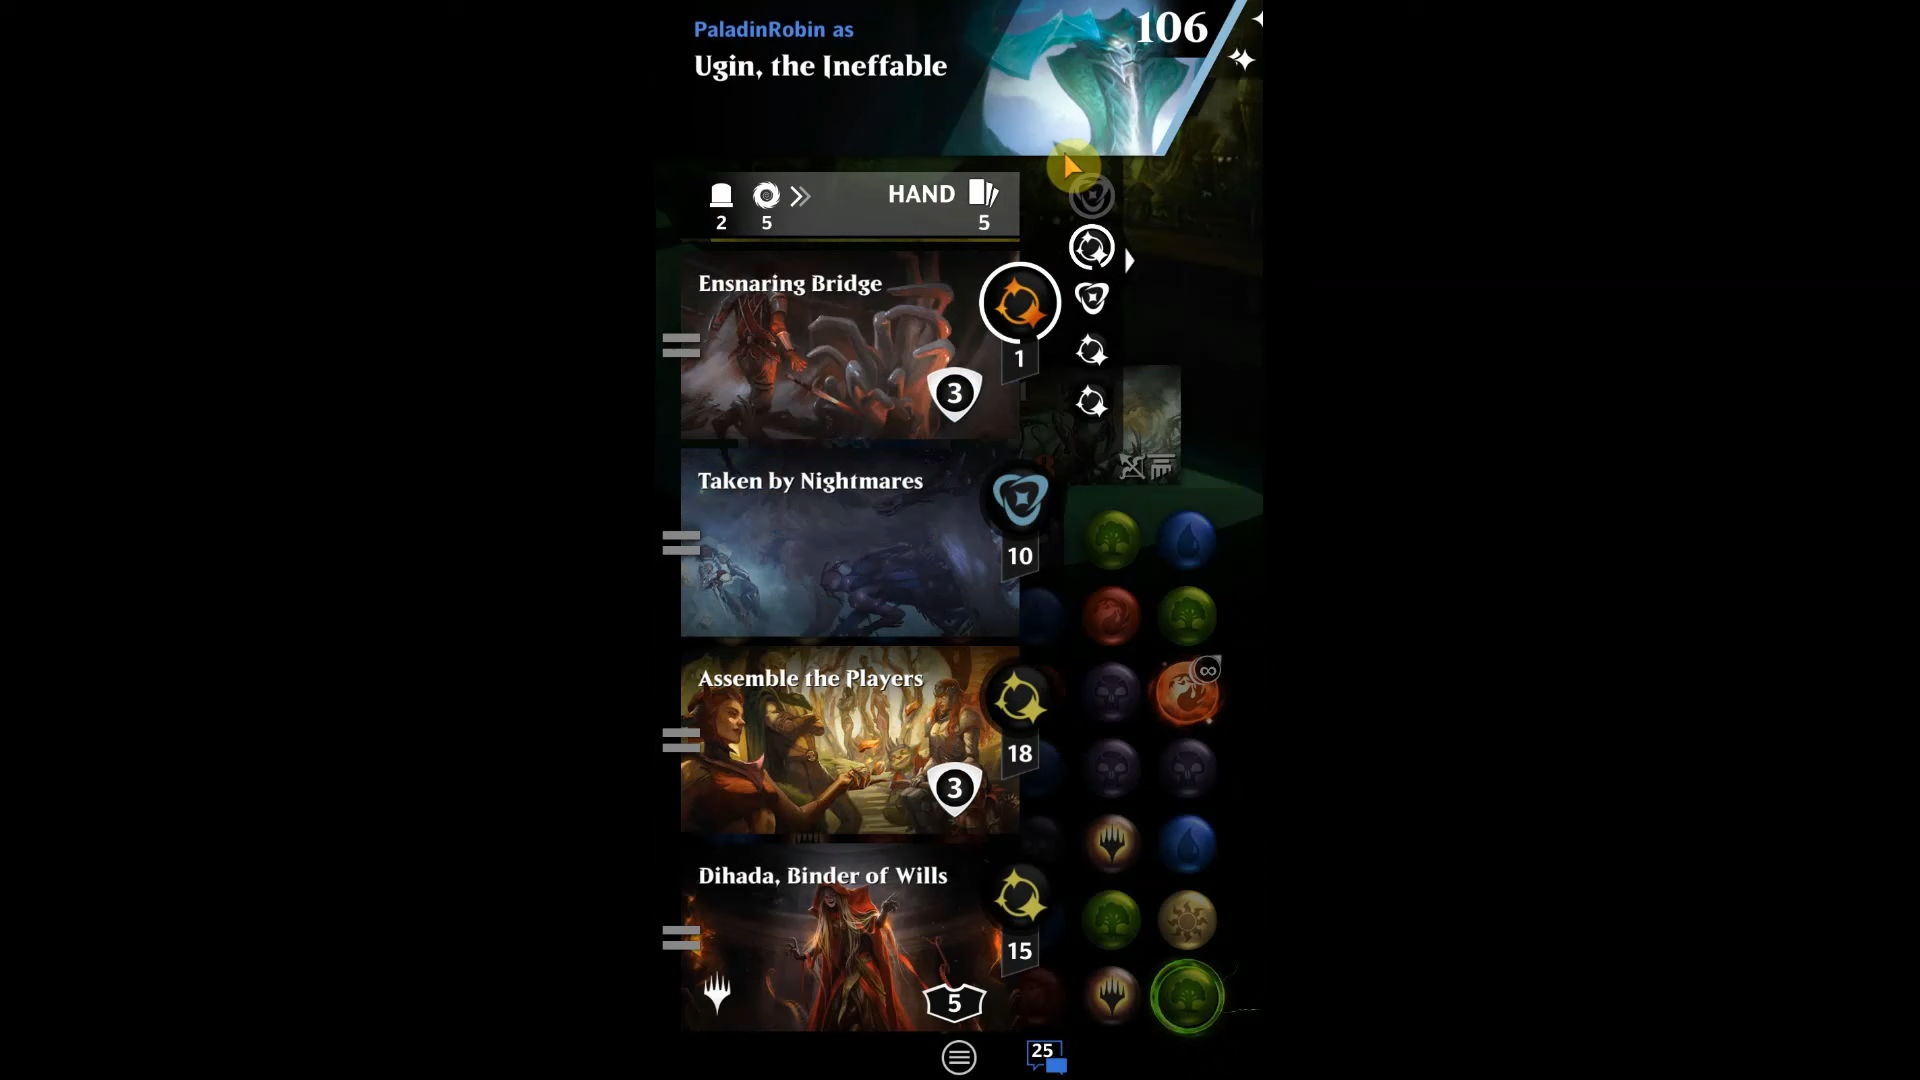 PaladinRobin as
106
Ugin, the Ineffable
HAND
2
5
5
Ensnaring Bridge
1
3
Taken by Nightmares
10
Assemble the Players
18
3
Dihada, Binder of Wills
15
5
25